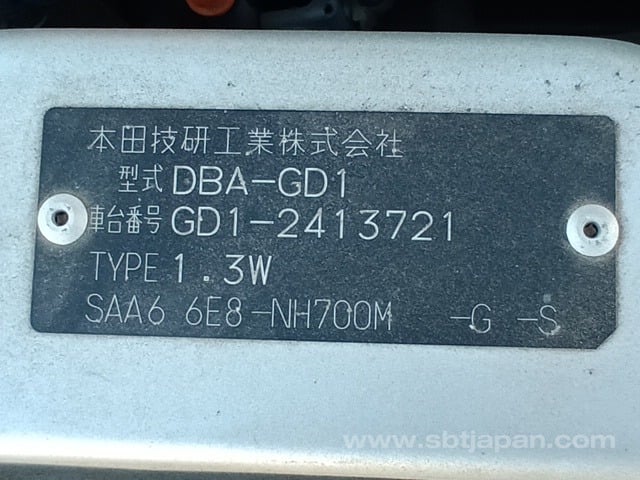 本田技研工業株式会社
型式 DBA-GD1
車台番号 GD1-2413721
TYPE 1.3W
SAA6 6E8-NH700M -G -S
www.sbtjapan.com